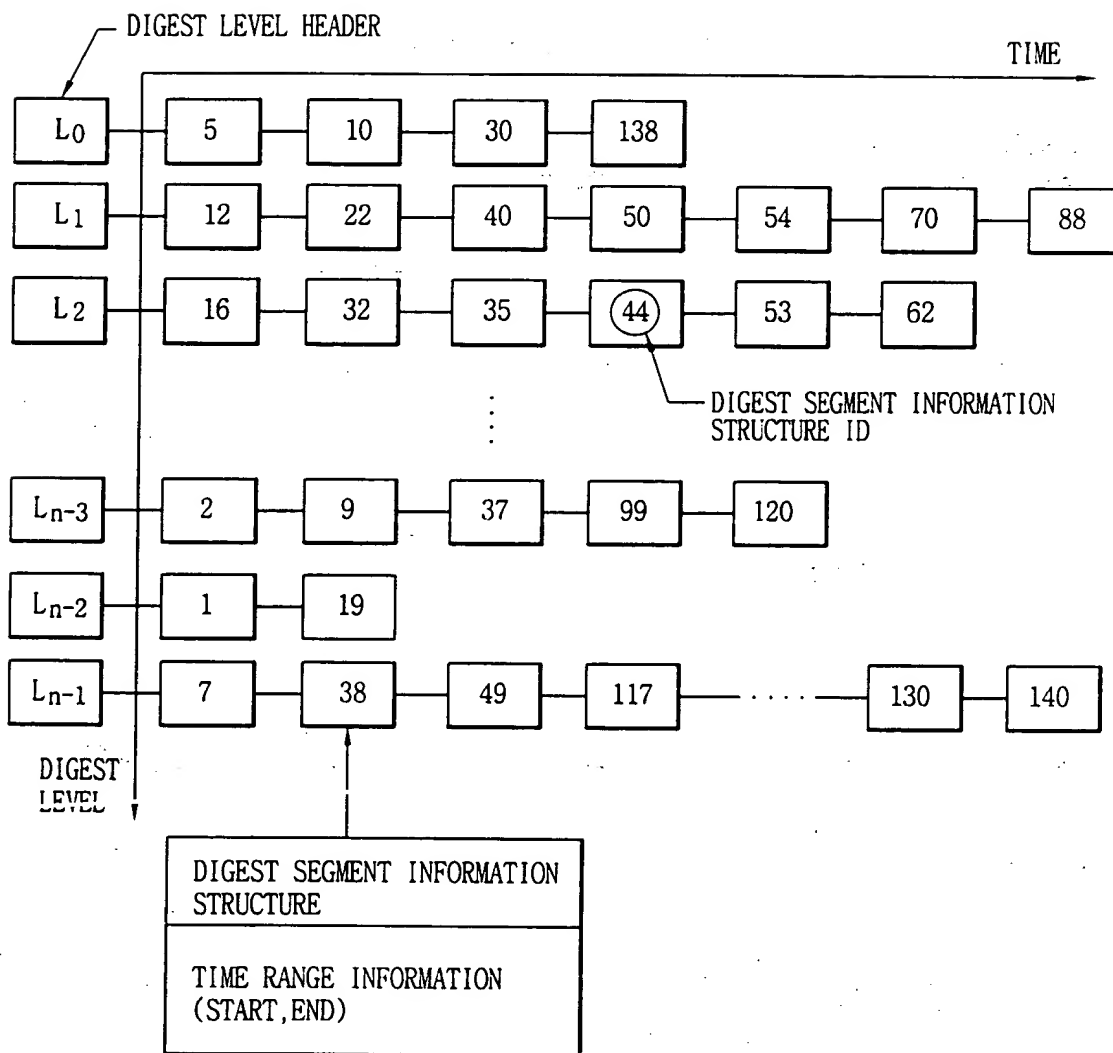 DIGEST LEVEL HEADER
TIME
L0 5 10 30 138
L1 12 22 40 50 54 70 88
L2 16 32 35 44 53 62
DIGEST SEGMENT INFORMATION
STRUCTURE ID
Ln-3 2 9 37 99 120
Ln-2 1 19
Ln-1 7 38 49 117 .... 130 140
DIGEST
LEVEL
DIGEST SEGMENT INFORMATION
STRUCTURE
TIME RANGE INFORMATION
(START,END)